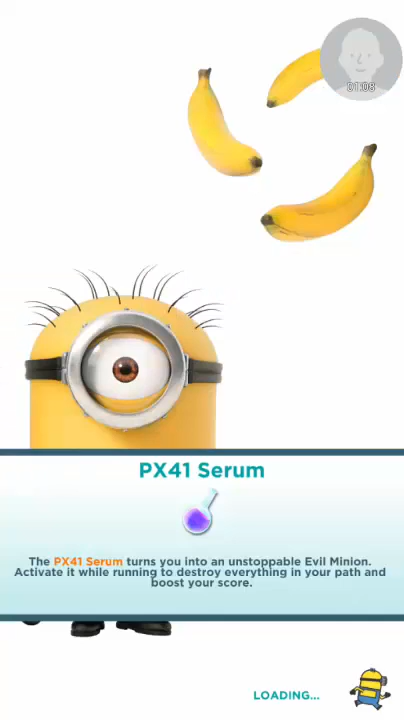 01:08
PX41 Serum
The PX41 Serum turns you into an unstoppable Evil Minion.
Activate it while running to destroy everything in your path and
boost your score.
LOADING...